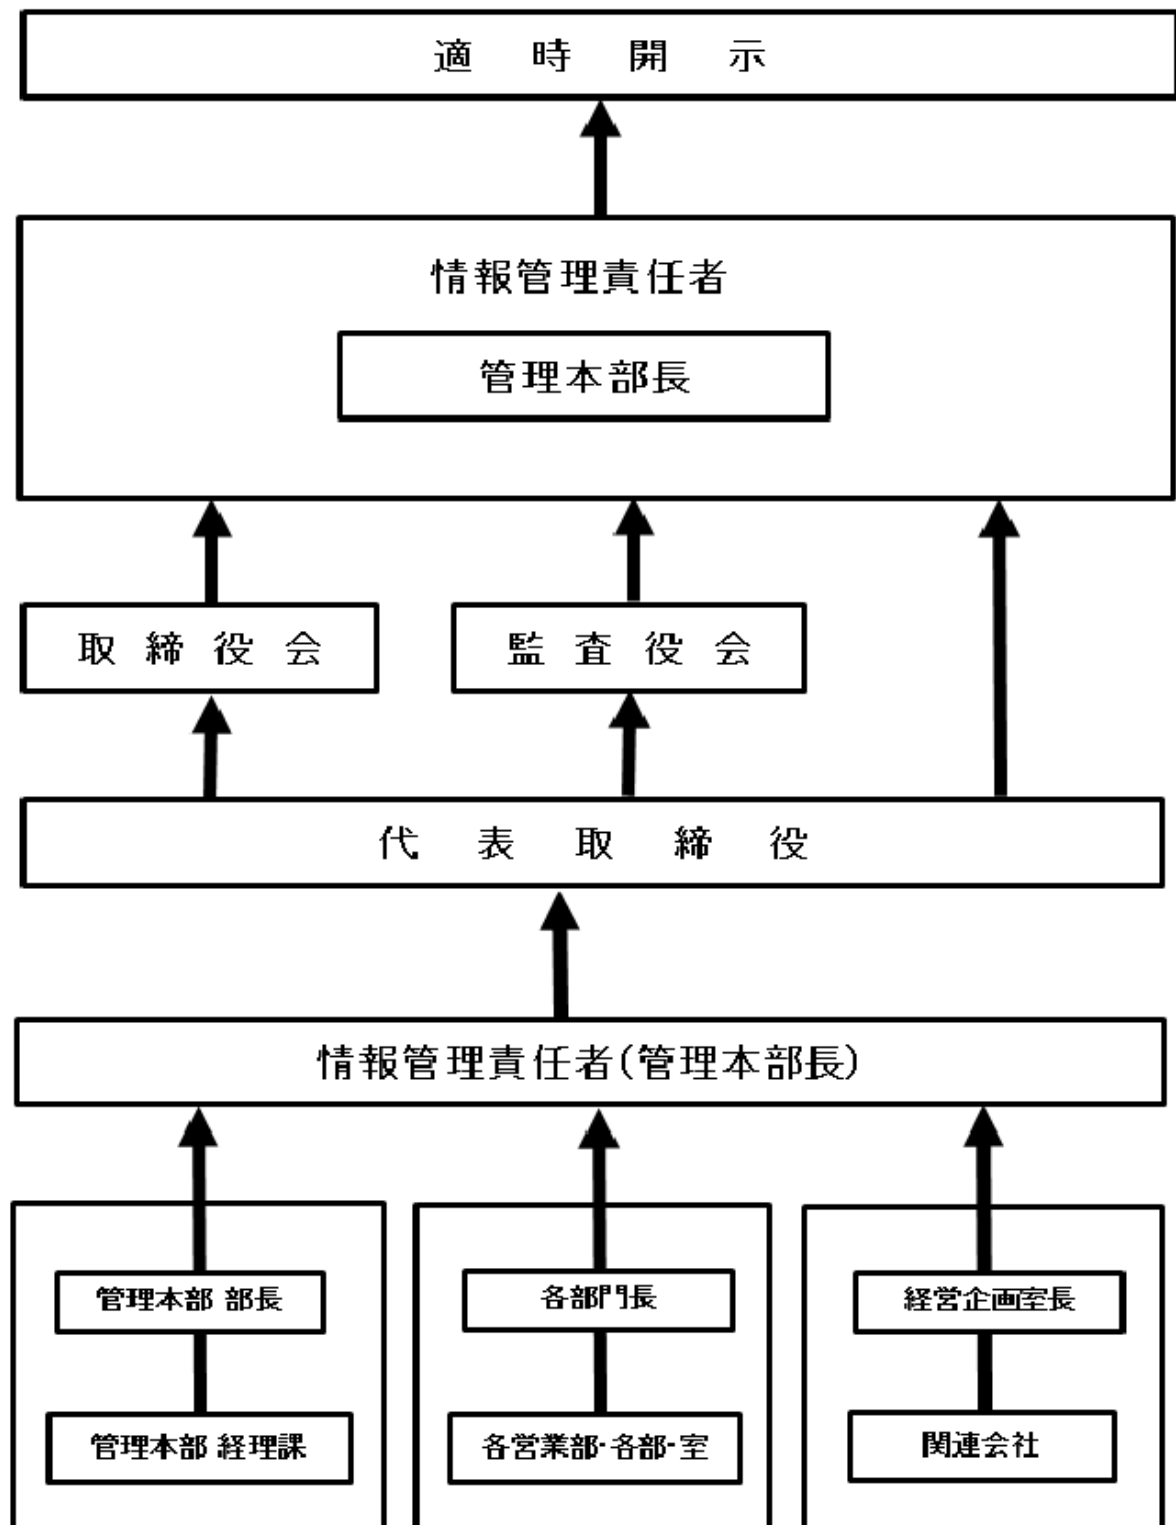 適時開示
情報管理責任者
管理本部長
取締役会
監査役会
代表取締役
情報管理責任者(管理本部長)
管理本部 部長
各部門長
経営企画室長
管理本部 経理課
各営業部・各部・室
関連会社